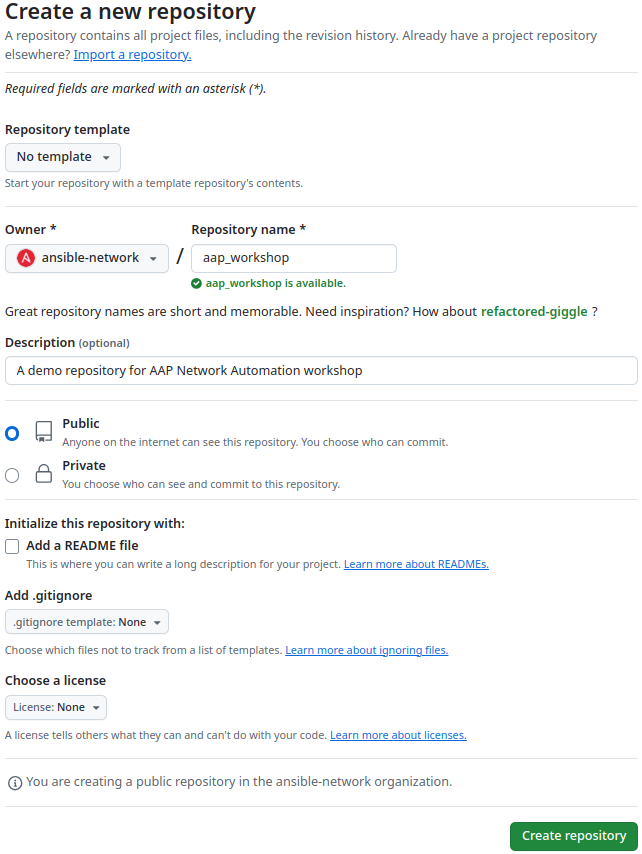 Create a new repository
A repository contains all project files, including the revision history. Already have a project repository
elsewhere? Import a repository.
Required fields are marked with an asterisk (*).
Repository template
No template
Start your repository with a template repository's contents.
Owner * Repository name *
A ansible-network / aap_workshop
aap_workshop is available.
Great repository names are short and memorable. Need inspiration? How about refactored-giggle ?
Description (optional)
A demo repository for AAP Network Automation workshop
Public
Anyone on the internet can see this repository. You choose who can commit.
Private
You choose who can see and commit to this repository.
Initialize this repository with:
Add a README file
This is where you can write a long description for your project. Learn more about READMEs.
Add .gitignore
.gitignore template: None
Choose which files not to track from a list of templates. Learn more about ignoring files.
Choose a license
License: None
A license tells others what they can and can't do with your code. Learn more about licenses.
You are creating a public repository in the ansible-network organization.
Create repository